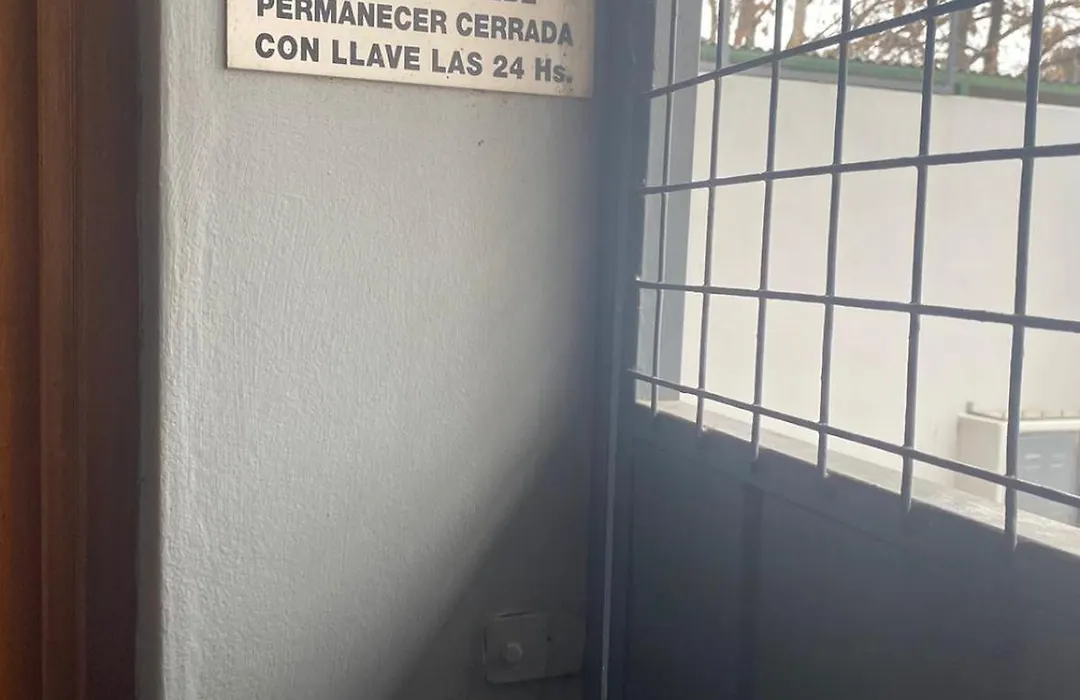 PERMANECER CERRADA
CON LLAVE LAS 24 Hs.